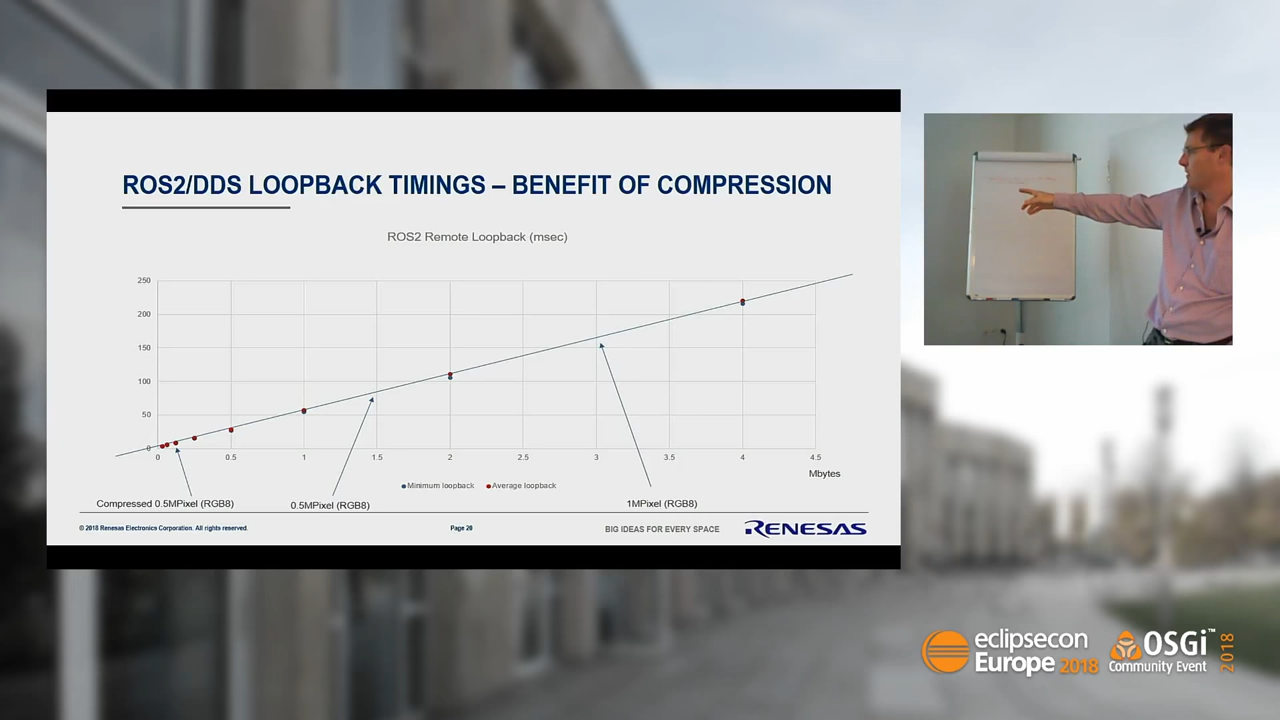 ROS2/DDS LOOPBACK TIMINGS – BENEFIT OF COMPRESSION
ROS2 Remote Loopback (msec)
250
200
150
100
50
0
0 0.5 1 1.5 2 2.5 3 3.5 4 4.5
Mbytes
Minimum loopback Average loopback
Compressed 0.5MPixel (RGB8) 0.5MPixel (RGB8) 1MPixel (RGB8)
© 2018 Renesas Electronics Corporation. All rights reserved. Page 20 BIG IDEAS FOR EVERY SPACE RENESAS
eclipsecon
Europe 2018
OSGi™
Community Event
2018